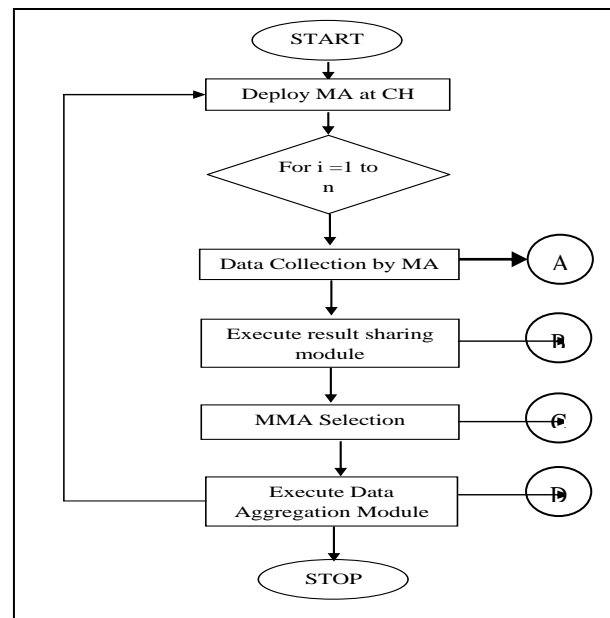 START
Deploy MA at CH
For i =1 to
n
Data Collection by MA
A
Execute result sharing
module
B
MMA Selection
C
Execute Data
Aggregation Module
D
STOP